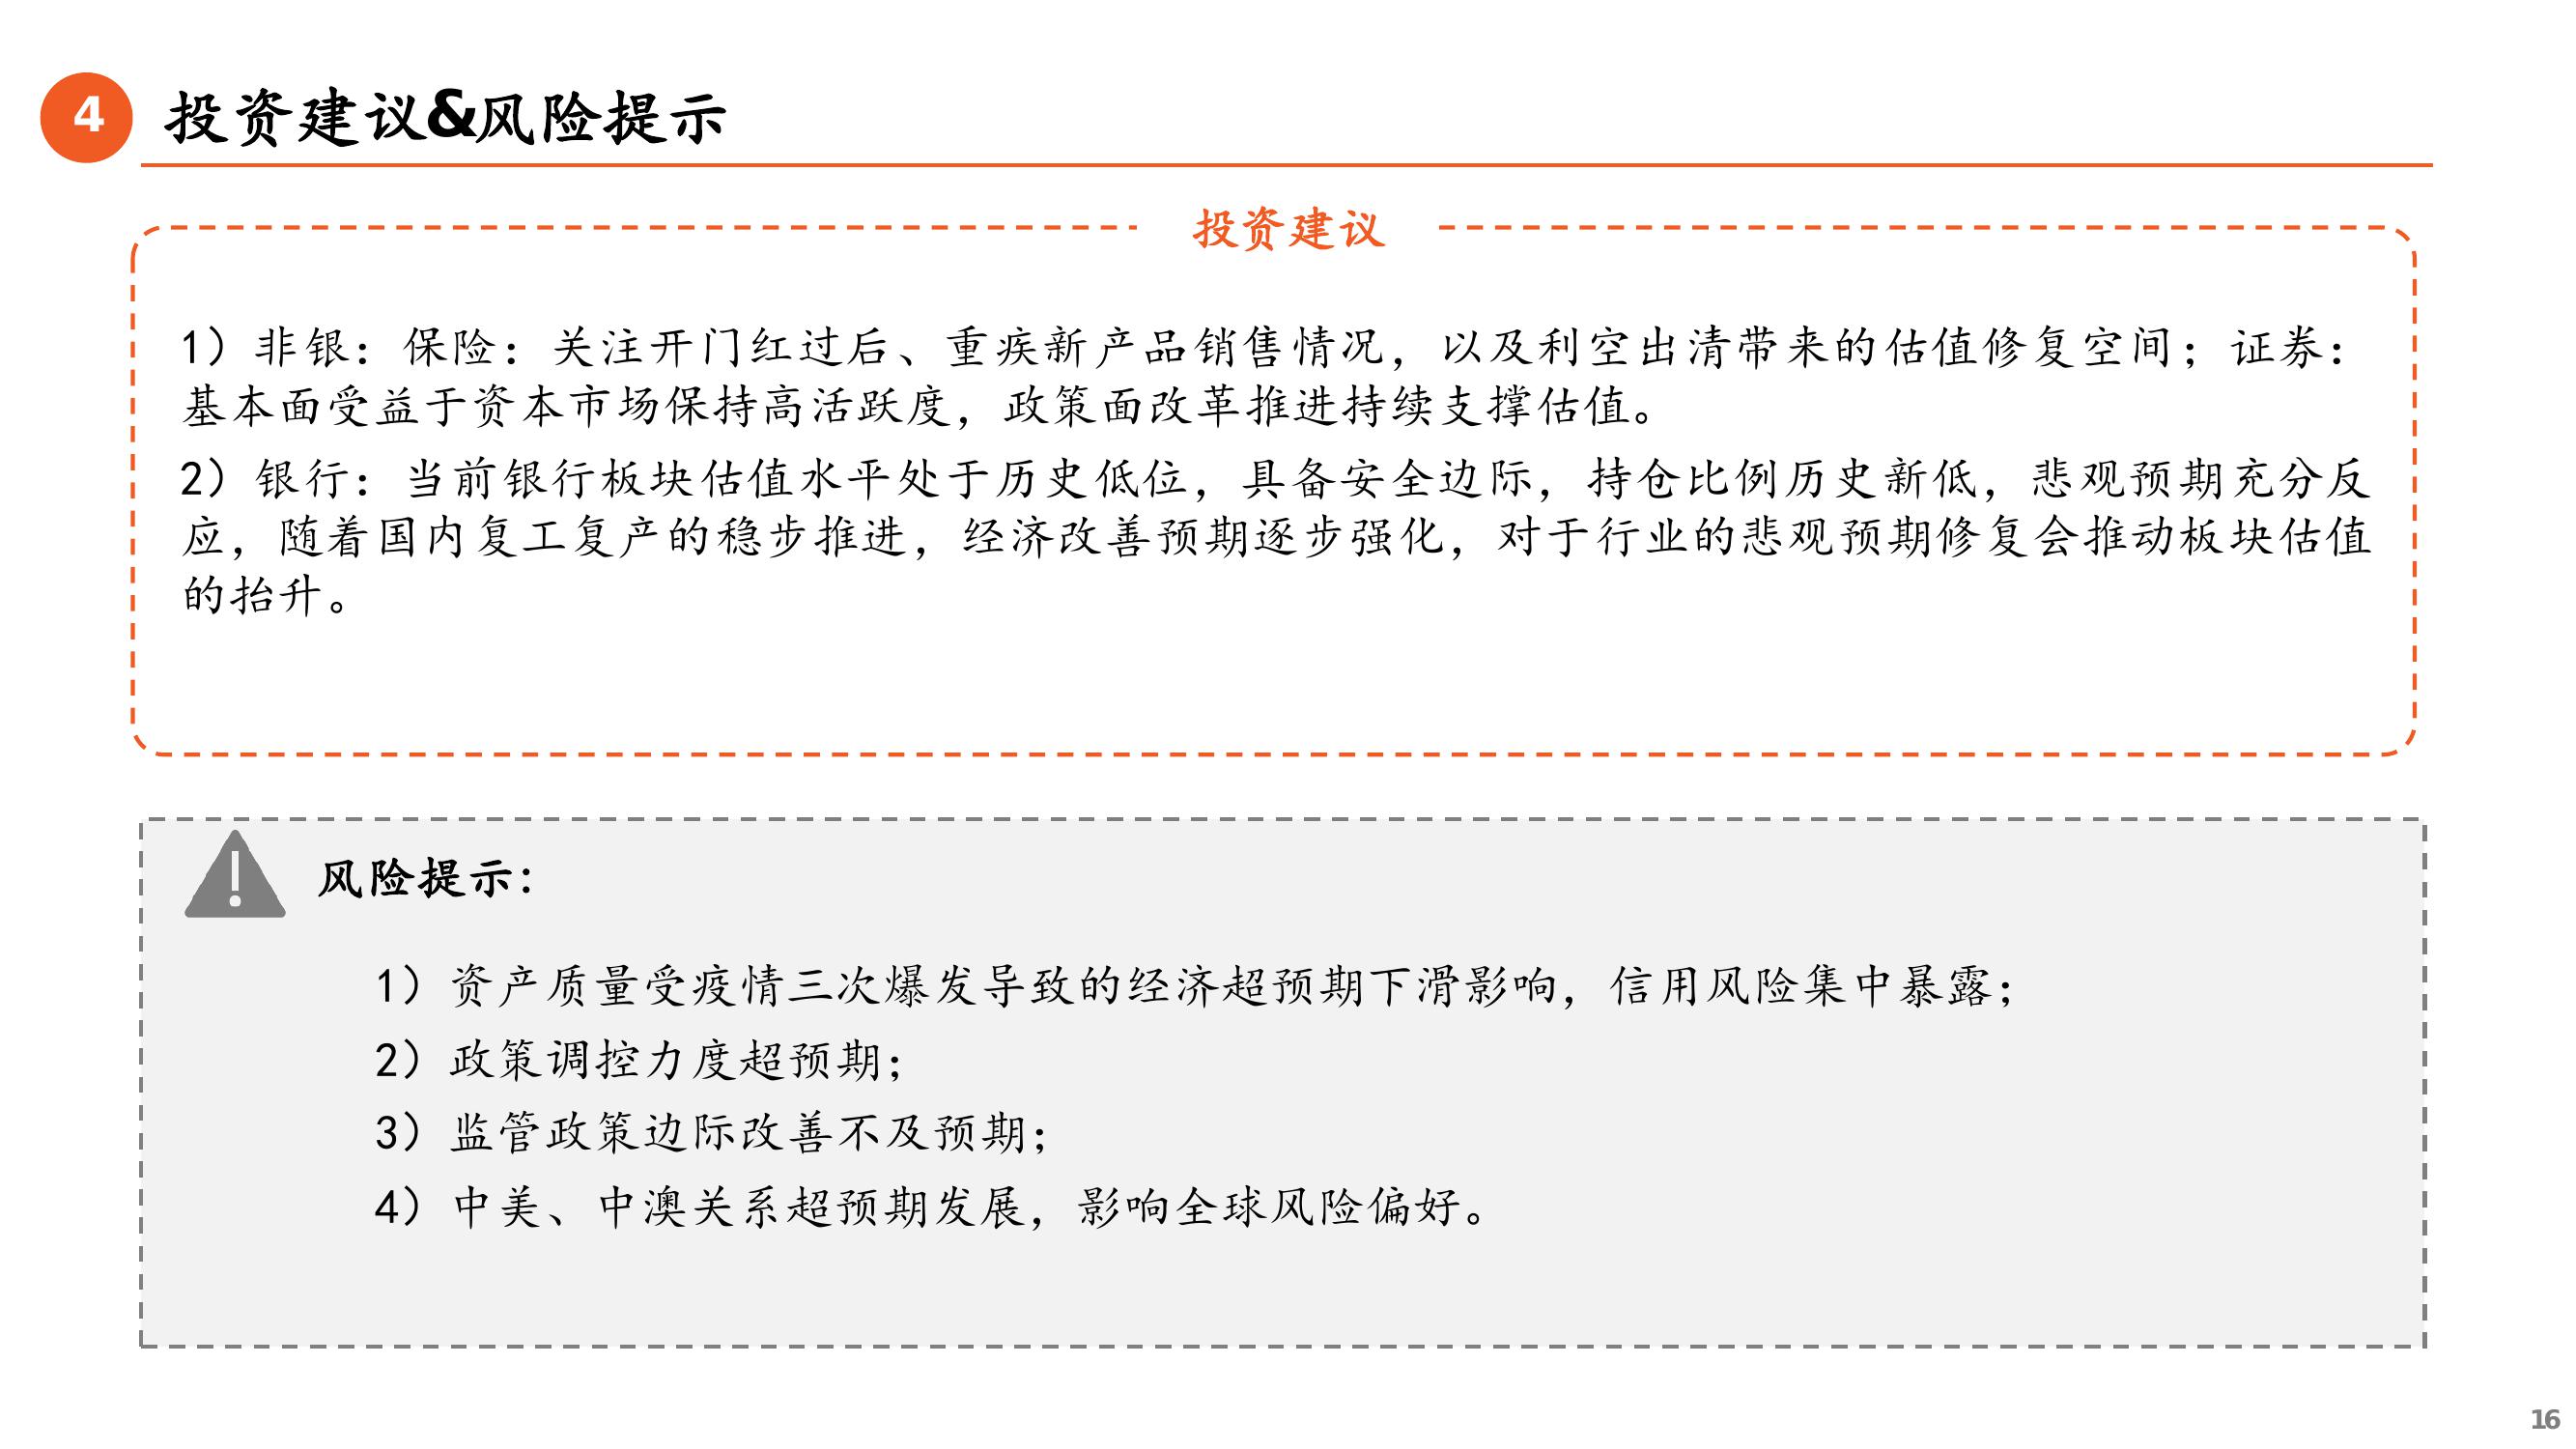 4
投资建议&风险提示
投资建议
1）非银：保险：关注开门红过后、重疾新产品销售情况，以及利空出清带来的估值修复空间；证券：
基本面受益于资本市场保持高活跃度，政策面改革推进持续支撑估值。
2）银行：当前银行板块估值水平处于历史低位，具备安全边际，持仓比例历史新低，悲观预期充分反
应，随着国内复工复产的稳步推进，经济改善预期逐步强化，对于行业的悲观预期修复会推动板块估值
的抬升。
风险提示：
1）资产质量受疫情三次爆发导致的经济超预期下滑影响，信用风险集中暴露；
2）政策调控力度超预期；
3）监管政策边际改善不及预期；
4）中美、中澳关系超预期发展，影响全球风险偏好。
16